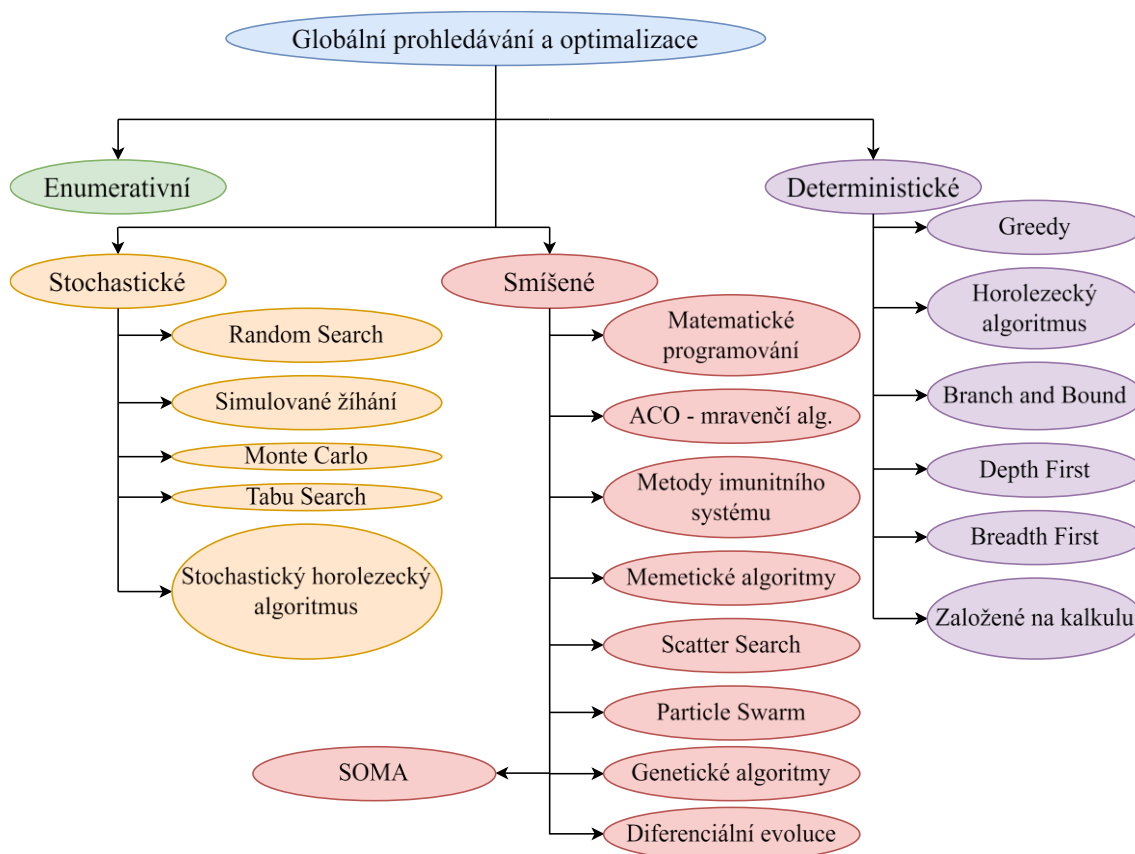 Globální prohledávání a optimalizace
Enumerativní
Deterministické
Stochastické
Random Search
Simulované žíhání
Monte Carlo
Tabu Search
Stochastický horolezecký
algoritmus
Smíšené
Matematické
programování
ACO - mravenčí alg.
Metody imunitního
systému
Memetické algoritmy
Scatter Search
Particle Swarm
Genetické algoritmy
SOMA
Diferenciální evoluce
Greedy
Horolezecký
algoritmus
Branch and Bound
Depth First
Breadth First
Založené na kalkulu